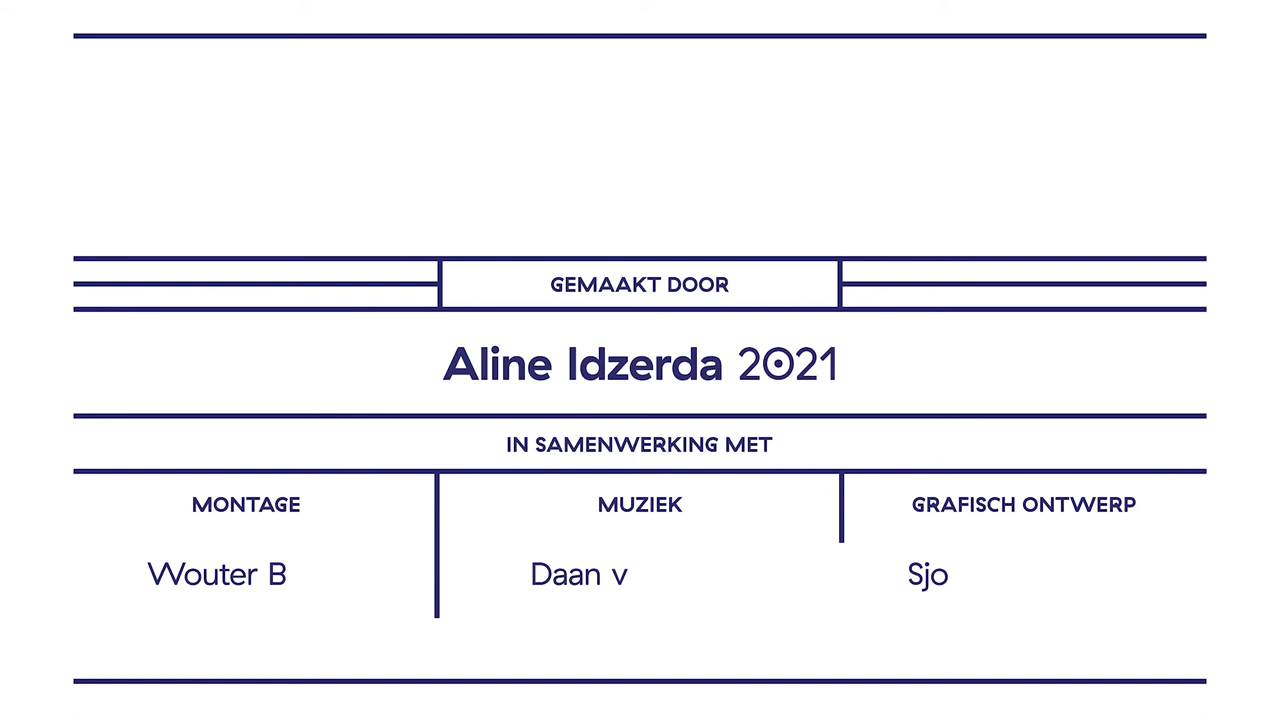 GEMAAKT DOOR
Aline Idzerda 2021
IN SAMENWERKING MET
MONTAGE MUZIEK GRAFISCH ONTWERP
Wouter B Daan v Sjo